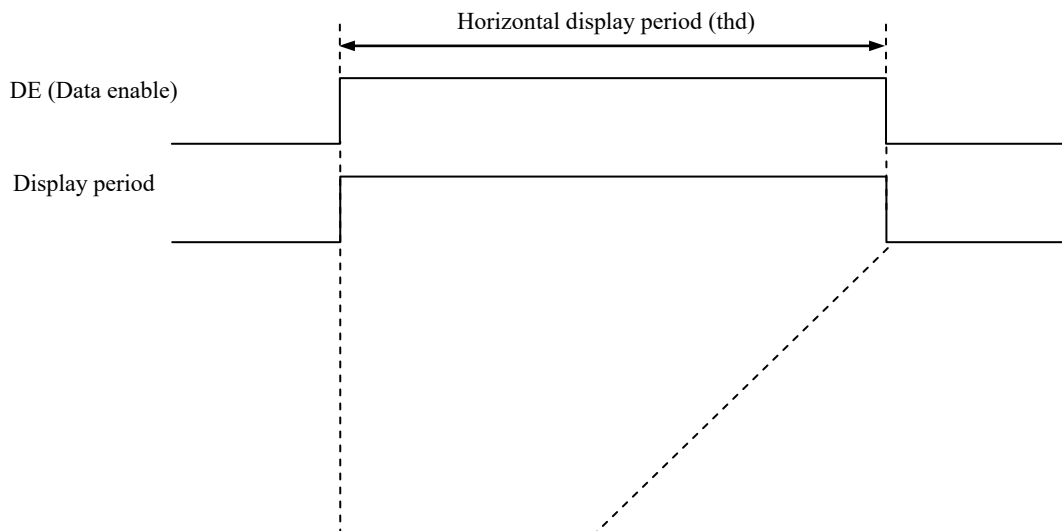 Horizontal display period (thd)
DE (Data enable)
Display period